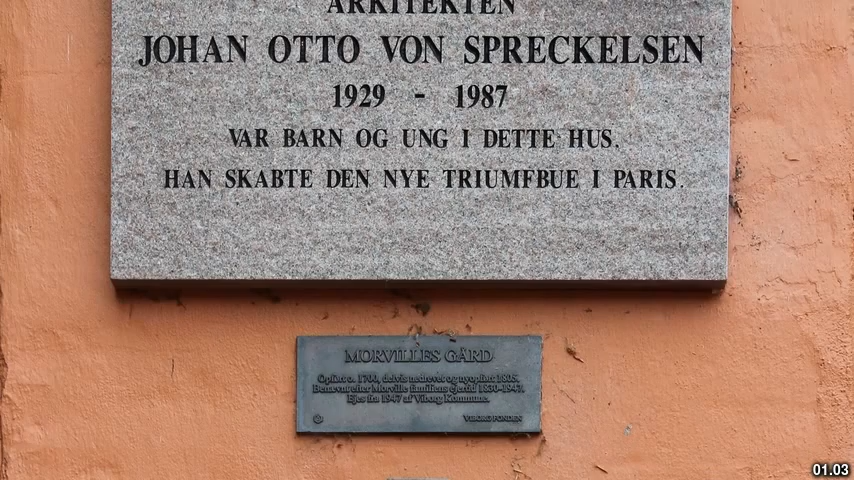 ARKITEKTEN
JOHAN OTTO VON SPRECKELSEN
1929 - 1987
VAR BARN OG UNG I DETTE HUS.
HAN SKABTE DEN NYE TRIUMFBUE I PARIS.
MORVILLES GÅRD
Opført o. 1700, delvis nedrevet og nyopført 1805.
Benævnt efter Morville familiens ejertid 1830-1947.
Ejes fra 1947 af Viborg Kommune.
VIBORG FONDEN
01.03